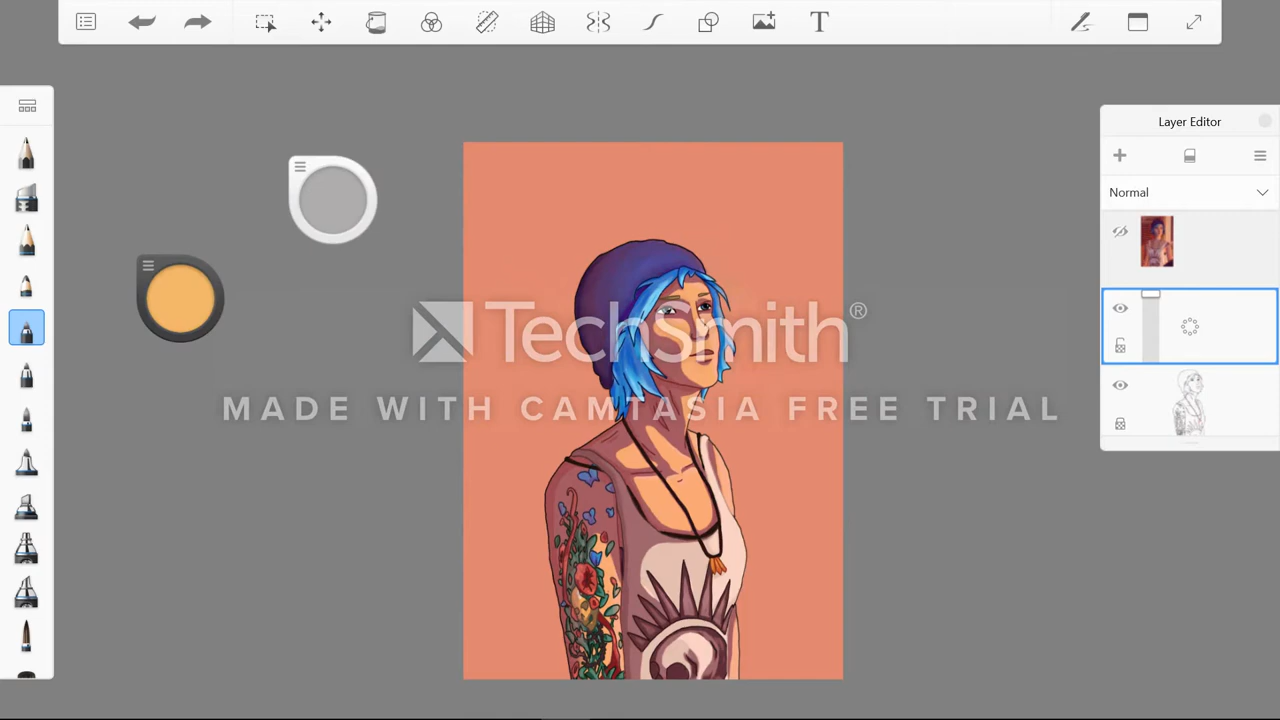 T
Layer Editor
Normal
TechSmith®
MADE WITH CAMTASIA FREE TRIAL